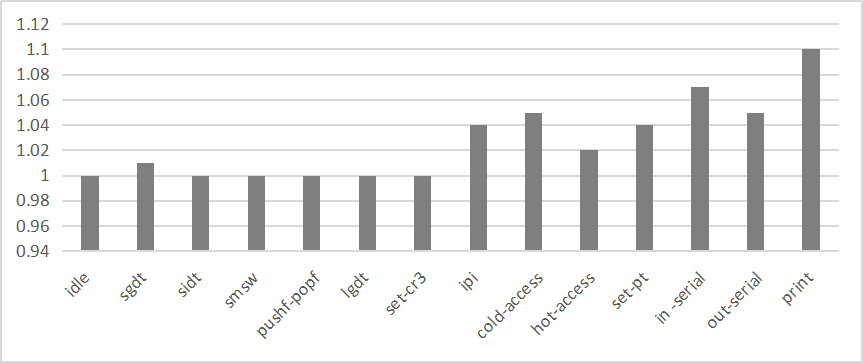 1.12
1.1
1.08
1.06
1.04
1.02
1
0.98
0.96
0.94
idle
sgdt
sidt
smsw
pushf-popf
lgdt
set-cr3
ipi
cold-access
hot-access
set-pt
in -serial
out-serial
print